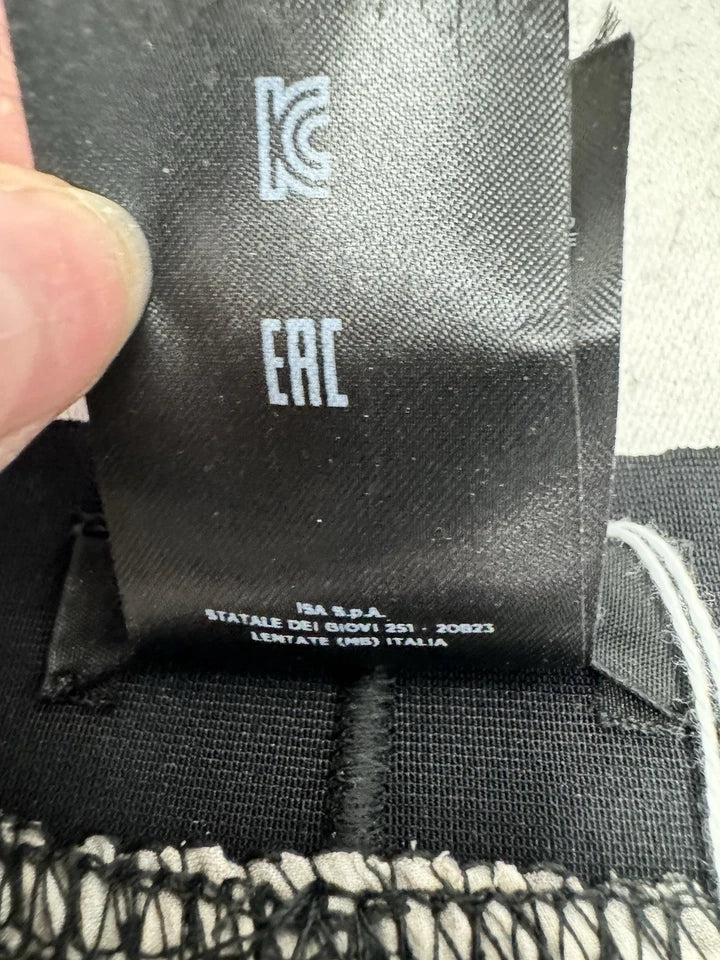 KC
EAC
ISA S.p.A.
STATALE DEI GIOVI 251 - 20823
LENTATE (MB) ITALIA